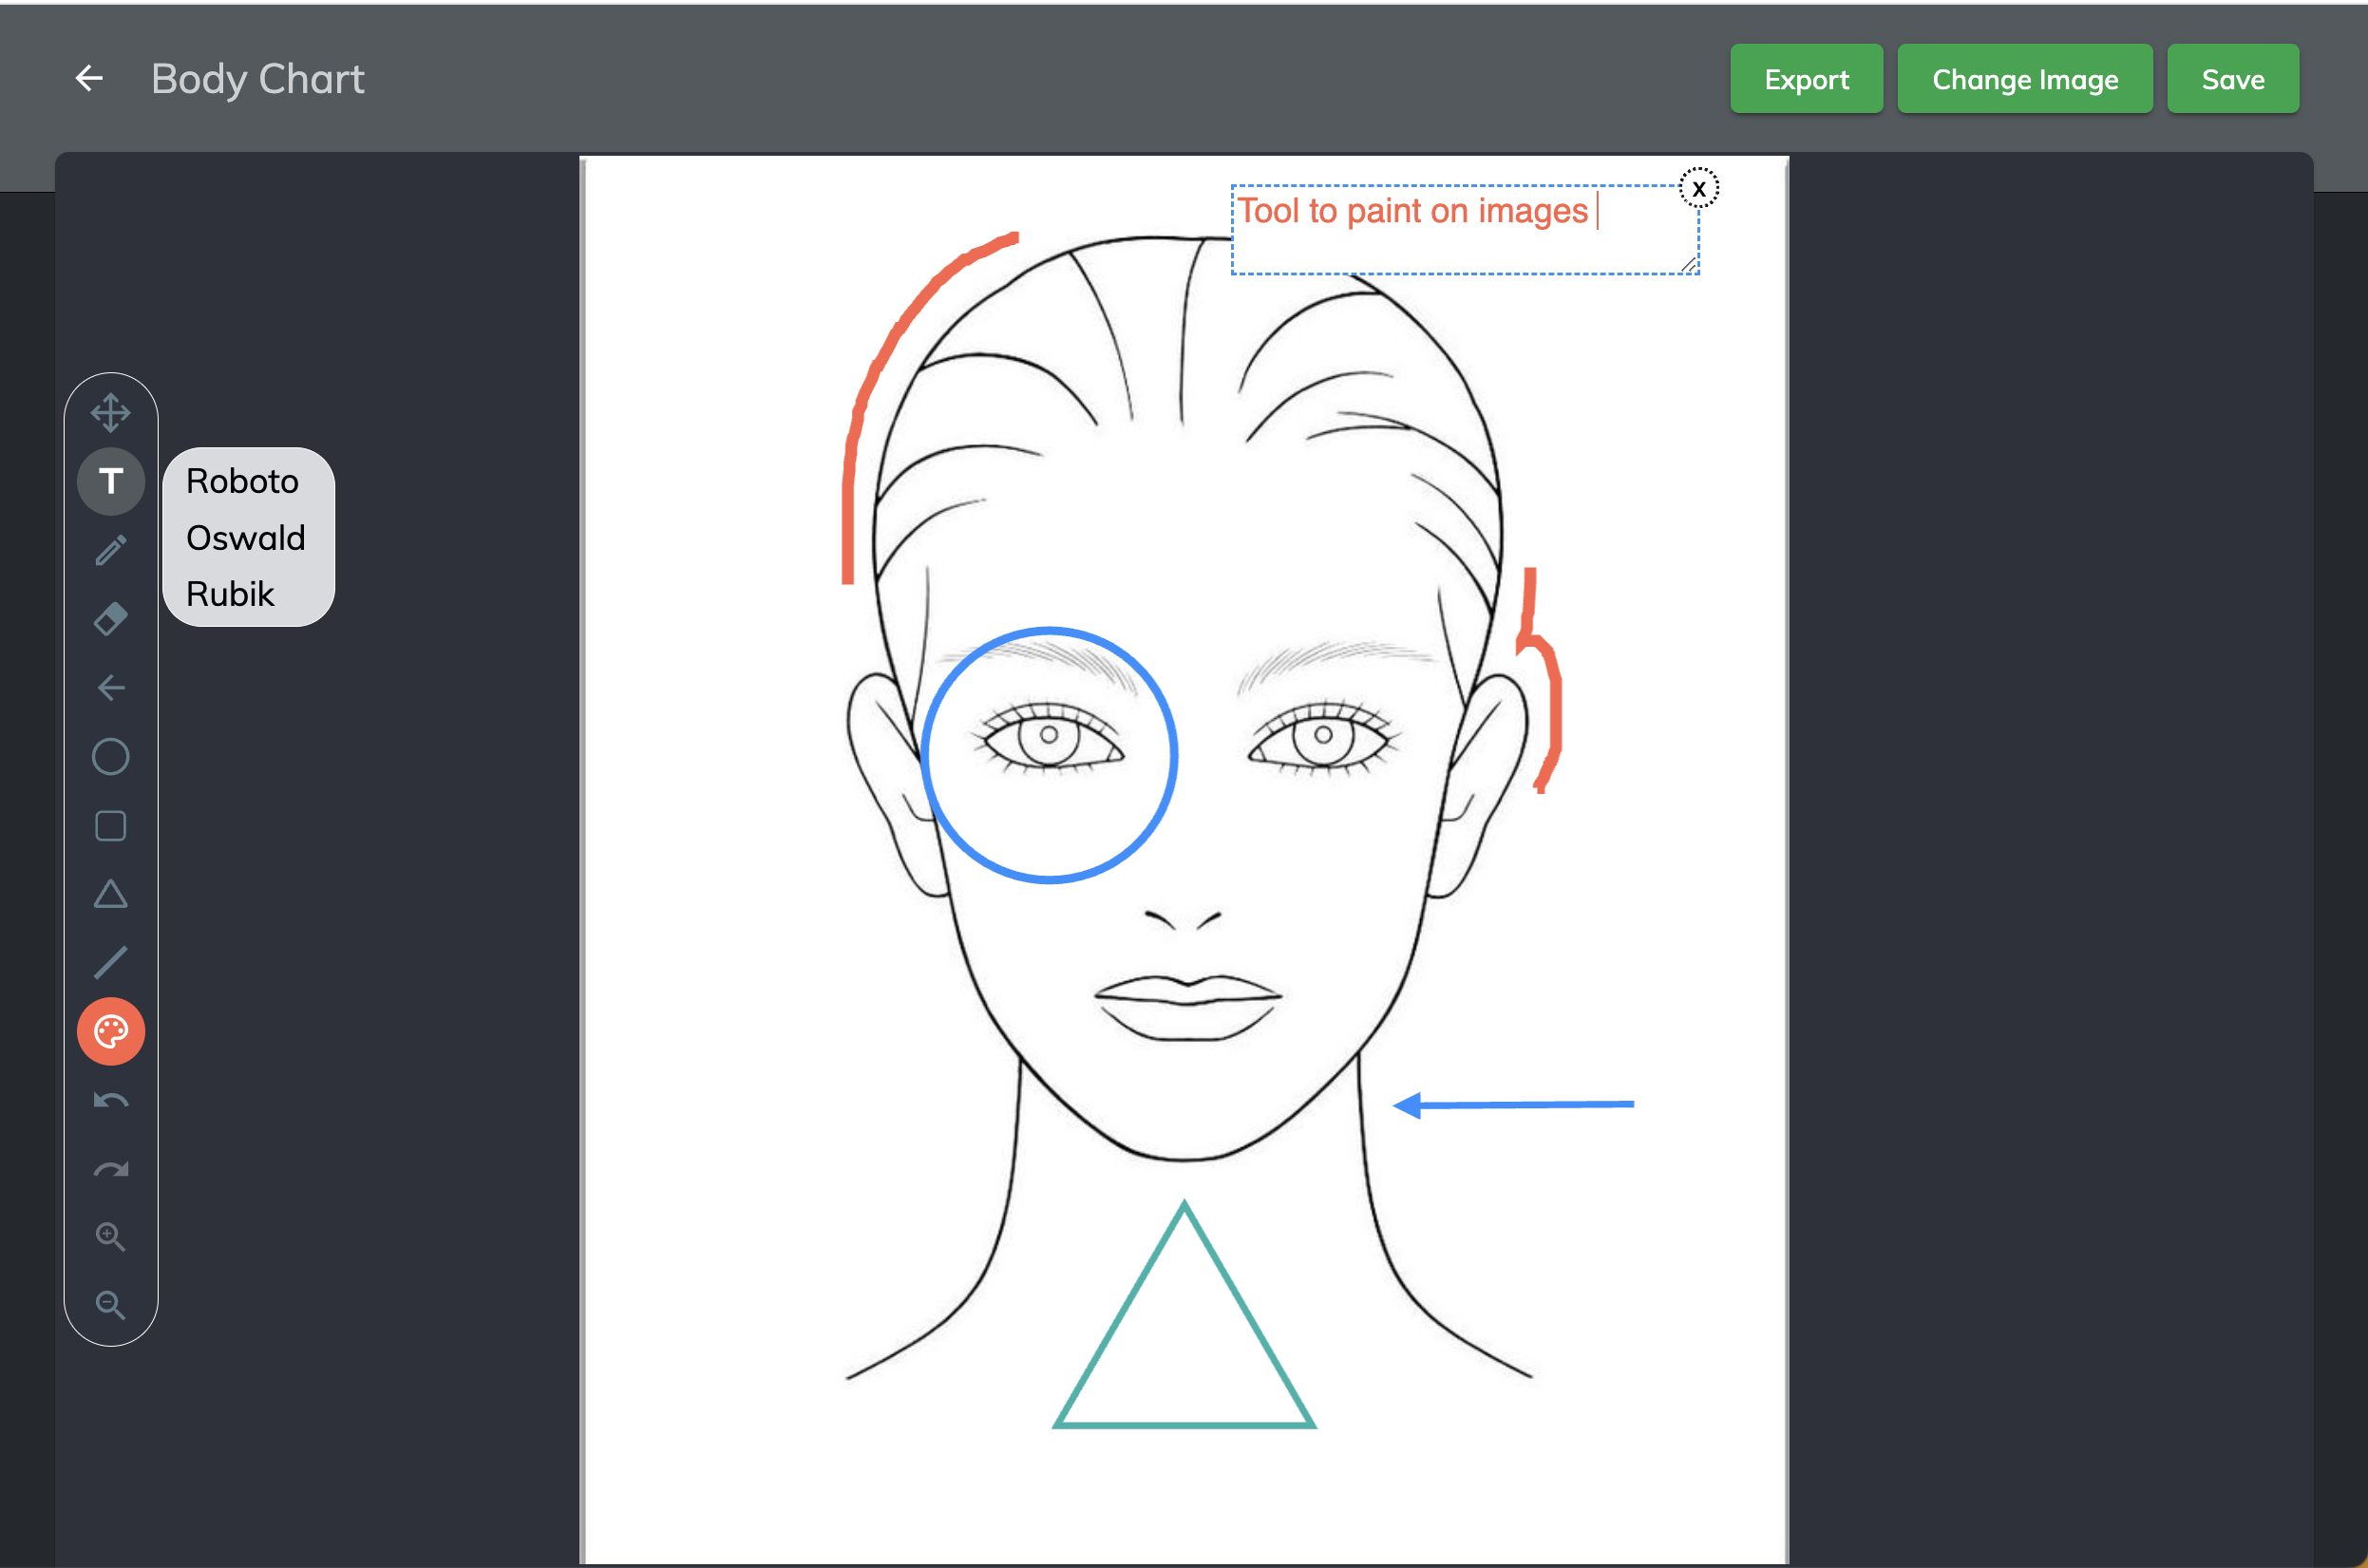 Body Chart
Export
Change Image
Save
Tool to paint on images
x
T
Roboto
Oswald
Rubik